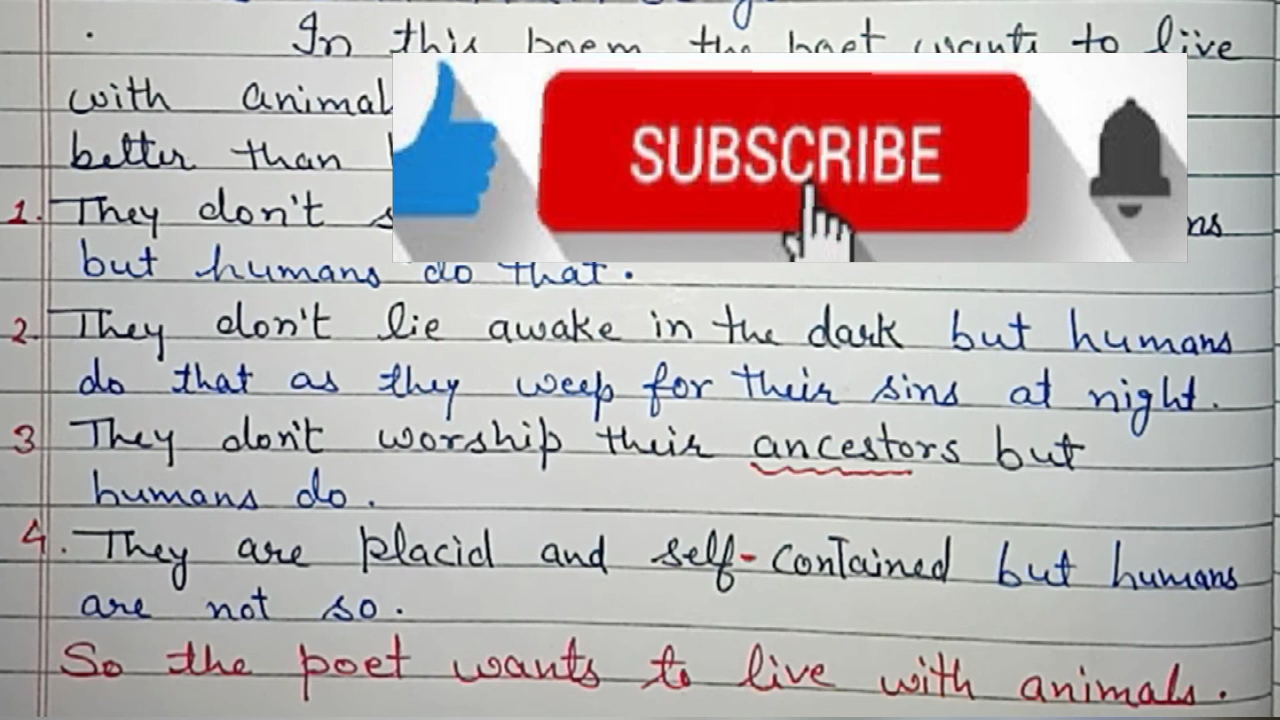 In this poem the poet wants to live
with animal
better than
SUBSCRIBE
1. They don't s ns
but humans do that.
2. They don't lie awake in the dark but humans
do that as they weep for their sins at night.
3 They don't worship their ancestors but
humans do.
4. They are placid and self-contained but humans
are not so.
So the poet wants to live with animals.